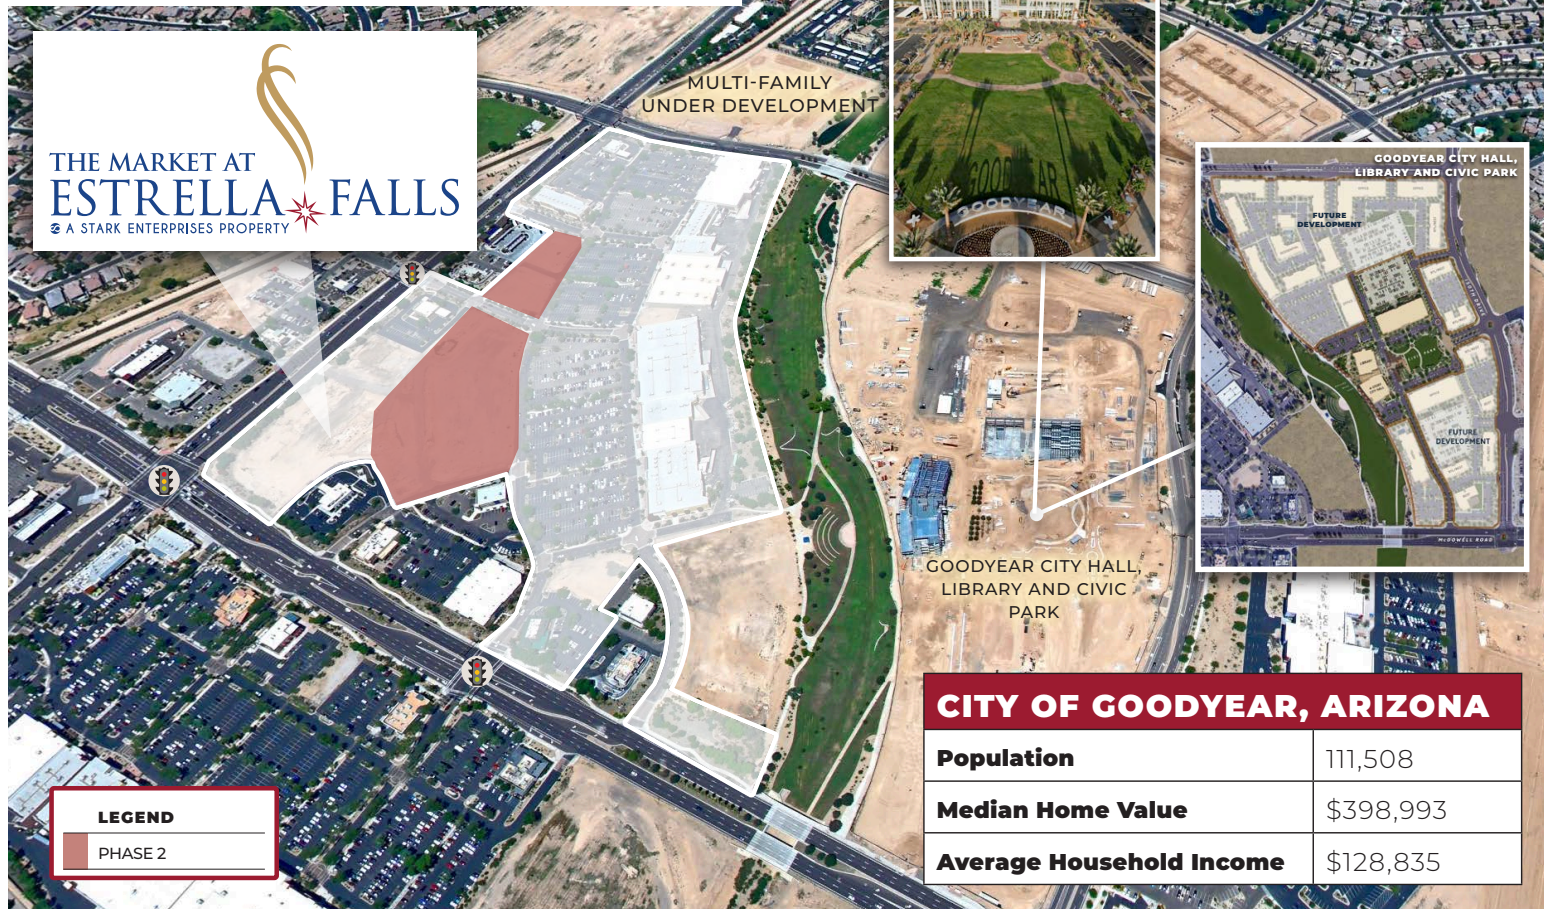 THE MARKET AT
ESTRELLA FALLS
A STARK ENTERPRISES PROPERTY
MULTI-FAMILY
UNDER DEVELOPMENT
GOODYEAR
GOODYEAR
GOODYEAR CITY HALL,
LIBRARY AND CIVIC PARK
FUTURE
DEVELOPMENT
PARK
FUTURE
DEVELOPMENT
McDOWELL ROAD
GOODYEAR CITY HALL,
LIBRARY AND CIVIC
PARK
CITY OF GOODYEAR, ARIZONA
Population 111,508
Median Home Value $398,993
Average Household Income $128,835
LEGEND
PHASE 2